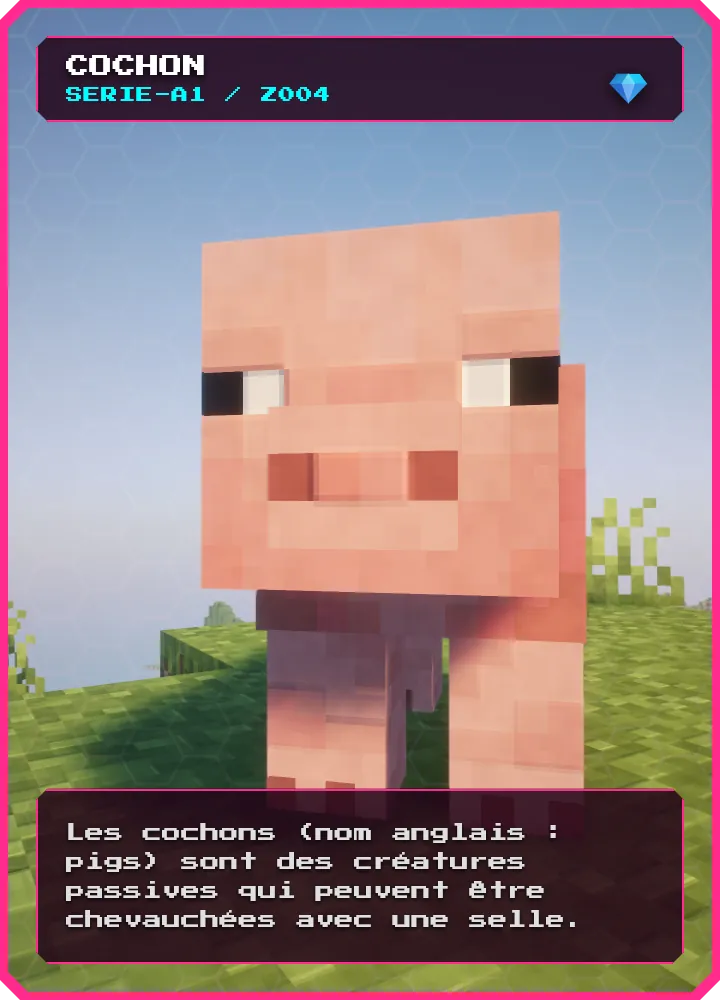 COCHON
SERIE-A1 / Z004
Les cochons (nom anglais :
pigs) sont des créatures
passives qui peuvent être
chevauchées avec une selle.